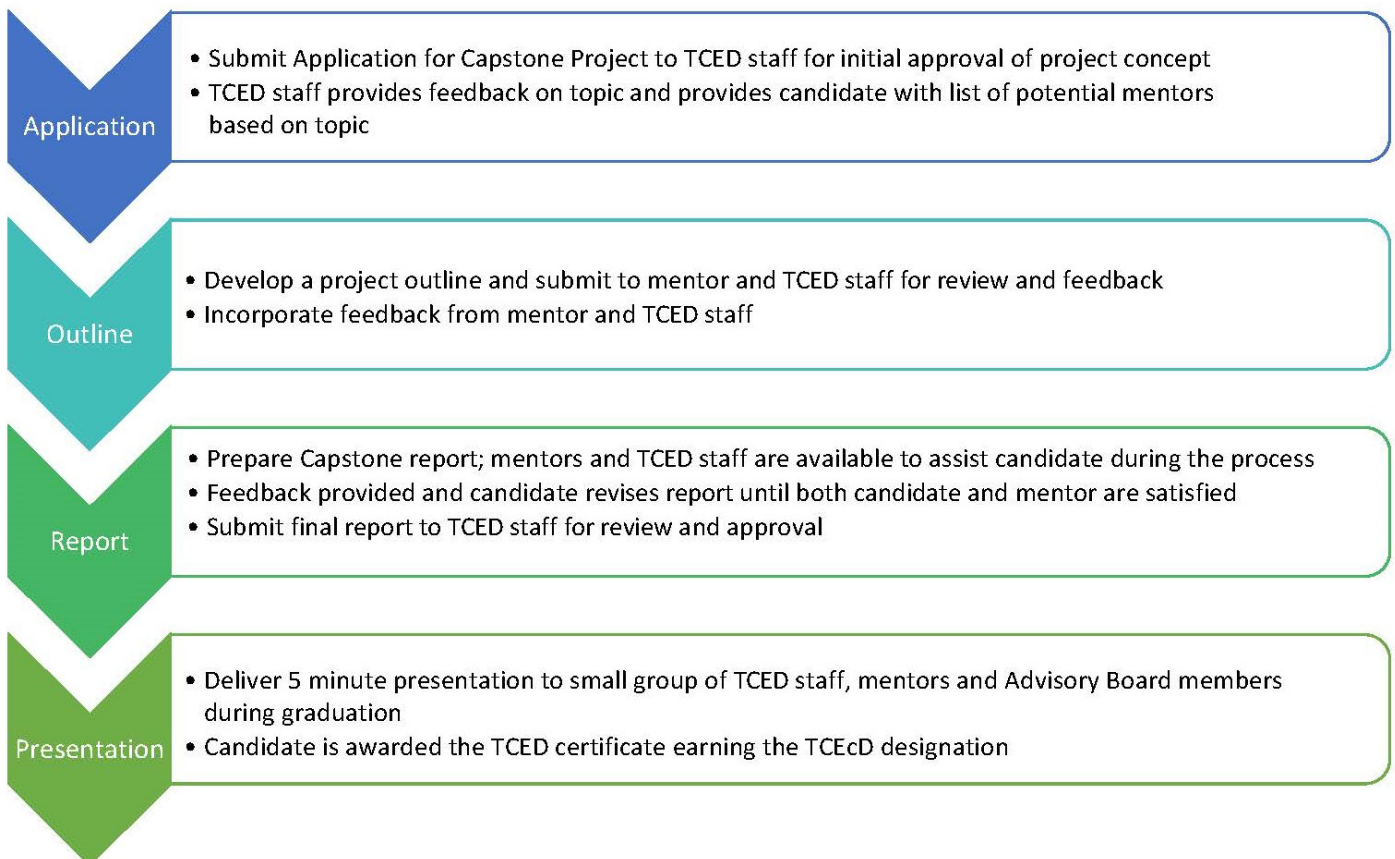 Application
• Submit Application for Capstone Project to TCED staff for initial approval of project concept
• TCED staff provides feedback on topic and provides candidate with list of potential mentors
based on topic
Outline
• Develop a project outline and submit to mentor and TCED staff for review and feedback
• Incorporate feedback from mentor and TCED staff
Report
• Prepare Capstone report; mentors and TCED staff are available to assist candidate during the process
• Feedback provided and candidate revises report until both candidate and mentor are satisfied
• Submit final report to TCED staff for review and approval
Presentation
• Deliver 5 minute presentation to small group of TCED staff, mentors and Advisory Board members
during graduation
• Candidate is awarded the TCED certificate earning the TCEcD designation